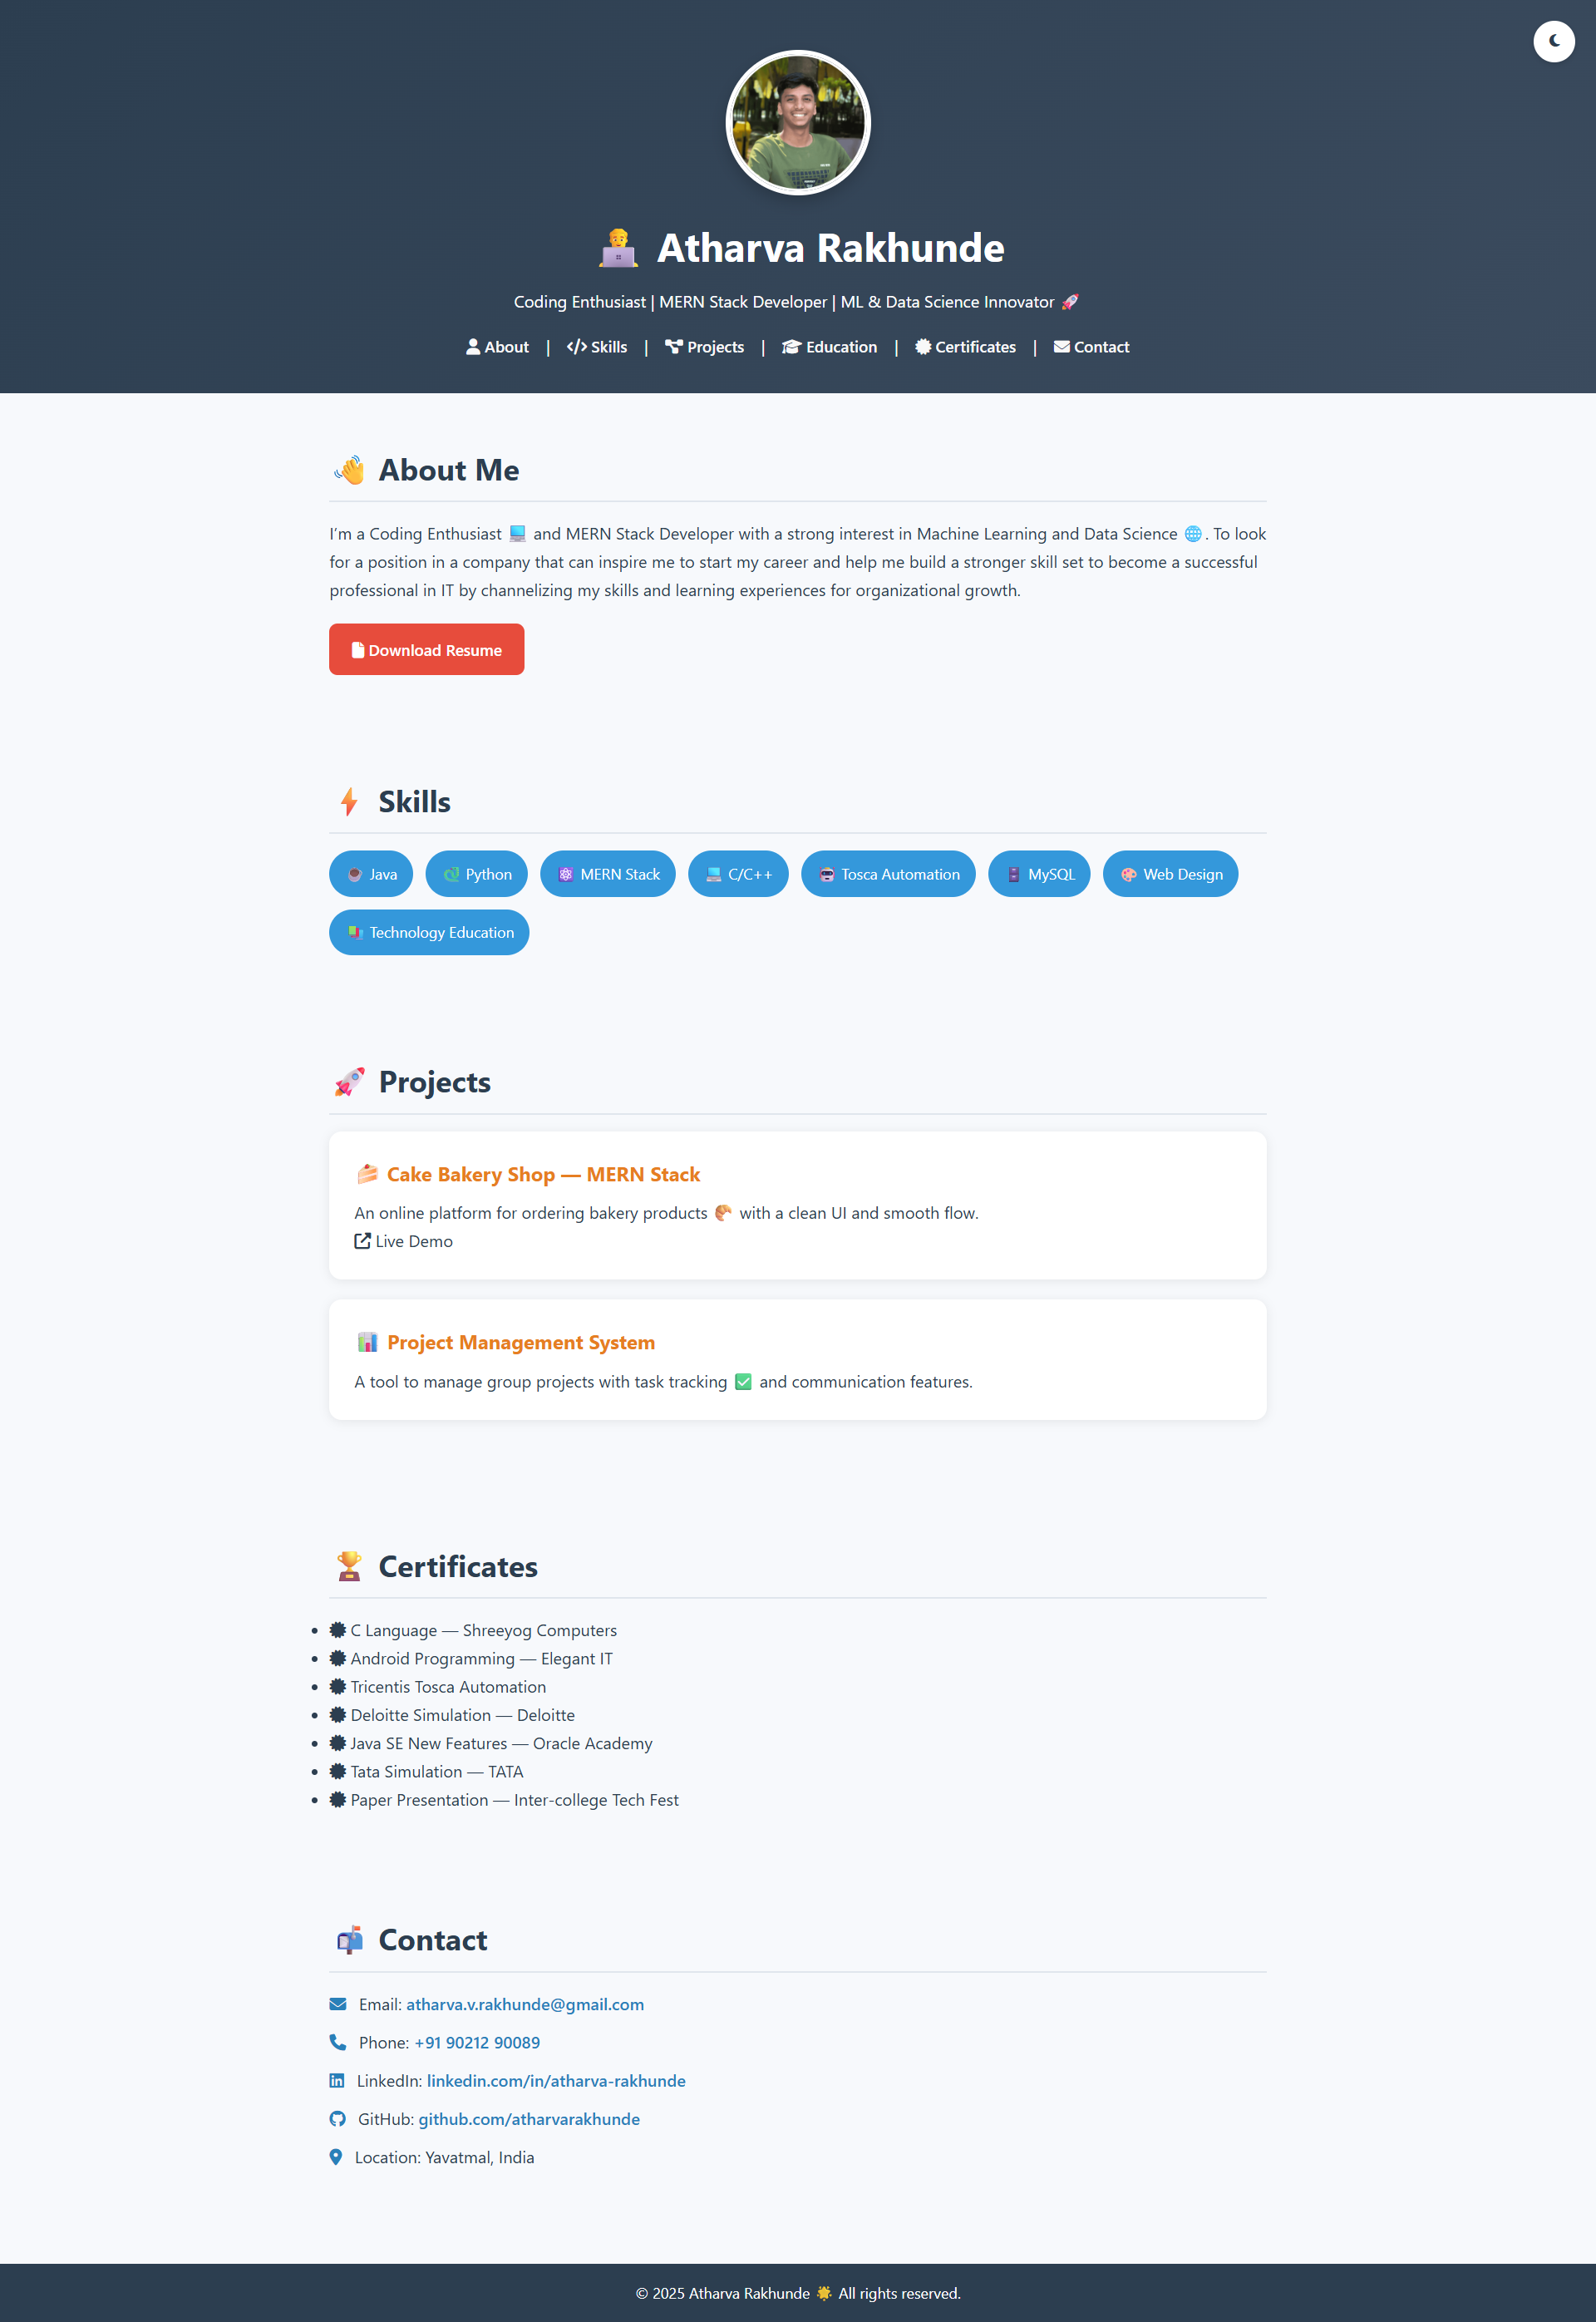 Atharva Rakhunde
Coding Enthusiast | MERN Stack Developer | ML & Data Science Innovator 🚀
About | Skills | Projects | Education | Certificates | Contact
👋 About Me
I'm a Coding Enthusiast 💻 and MERN Stack Developer with a strong interest in Machine Learning and Data Science 🌐. To look
for a position in a company that can inspire me to start my career and help me build a stronger skill set to become a successful
professional in IT by channelizing my skills and learning experiences for organizational growth.
Download Resume
⚡ Skills
☕ Java 🐍 Python ⚛️ MERN Stack 💻 C/C++ 🤖 Tosca Automation 🗄️ MySQL 🎨 Web Design
📚 Technology Education
🚀 Projects
🍰 Cake Bakery Shop — MERN Stack
An online platform for ordering bakery products 🥐 with a clean UI and smooth flow.
Live Demo
📊 Project Management System
A tool to manage group projects with task tracking ✅ and communication features.
🏆 Certificates
• C Language — Shreeyog Computers
• Android Programming — Elegant IT
• Tricentis Tosca Automation
• Deloitte Simulation — Deloitte
• Java SE New Features — Oracle Academy
• Tata Simulation — TATA
• Paper Presentation — Inter-college Tech Fest
📬 Contact
Email: atharva.v.rakhunde@gmail.com
Phone: +91 90212 90089
LinkedIn: linkedin.com/in/atharva-rakhunde
GitHub: github.com/atharvarakhunde
Location: Yavatmal, India
© 2025 Atharva Rakhunde 🌟 All rights reserved.